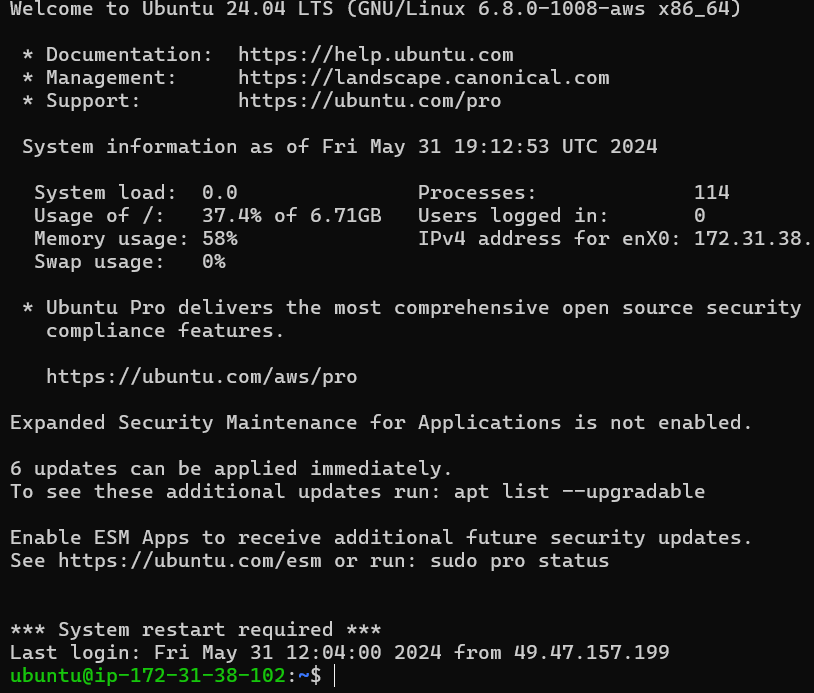 Welcome to Ubuntu 24.04 LTS (GNU/Linux 6.8.0-1008-aws x86_64)
* Documentation:  https://help.ubuntu.com
* Management:     https://landscape.canonical.com
* Support:        https://ubuntu.com/pro
System information as of Fri May 31 19:12:53 UTC 2024
System load:  0.0               Processes:             114
Usage of /:   37.4% of 6.71GB   Users logged in:       0
Memory usage: 58%               IPv4 address for enX0: 172.31.38.
Swap usage:   0%
* Ubuntu Pro delivers the most comprehensive open source security
compliance features.
https://ubuntu.com/aws/pro
Expanded Security Maintenance for Applications is not enabled.
6 updates can be applied immediately.
To see these additional updates run: apt list --upgradable
Enable ESM Apps to receive additional future security updates.
See https://ubuntu.com/esm or run: sudo pro status
*** System restart required ***
Last login: Fri May 31 12:04:00 2024 from 49.47.157.199
ubuntu@ip-172-31-38-102:~$